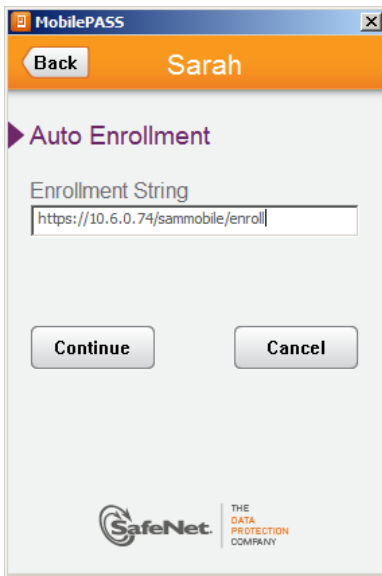 MobilePASS
Back
Sarah
Auto Enrollment
Enrollment String
https://10.6.0.74/sammobile/enroll
Continue
Cancel
SafeNet.
THE
DATA
PROTECTION
COMPANY